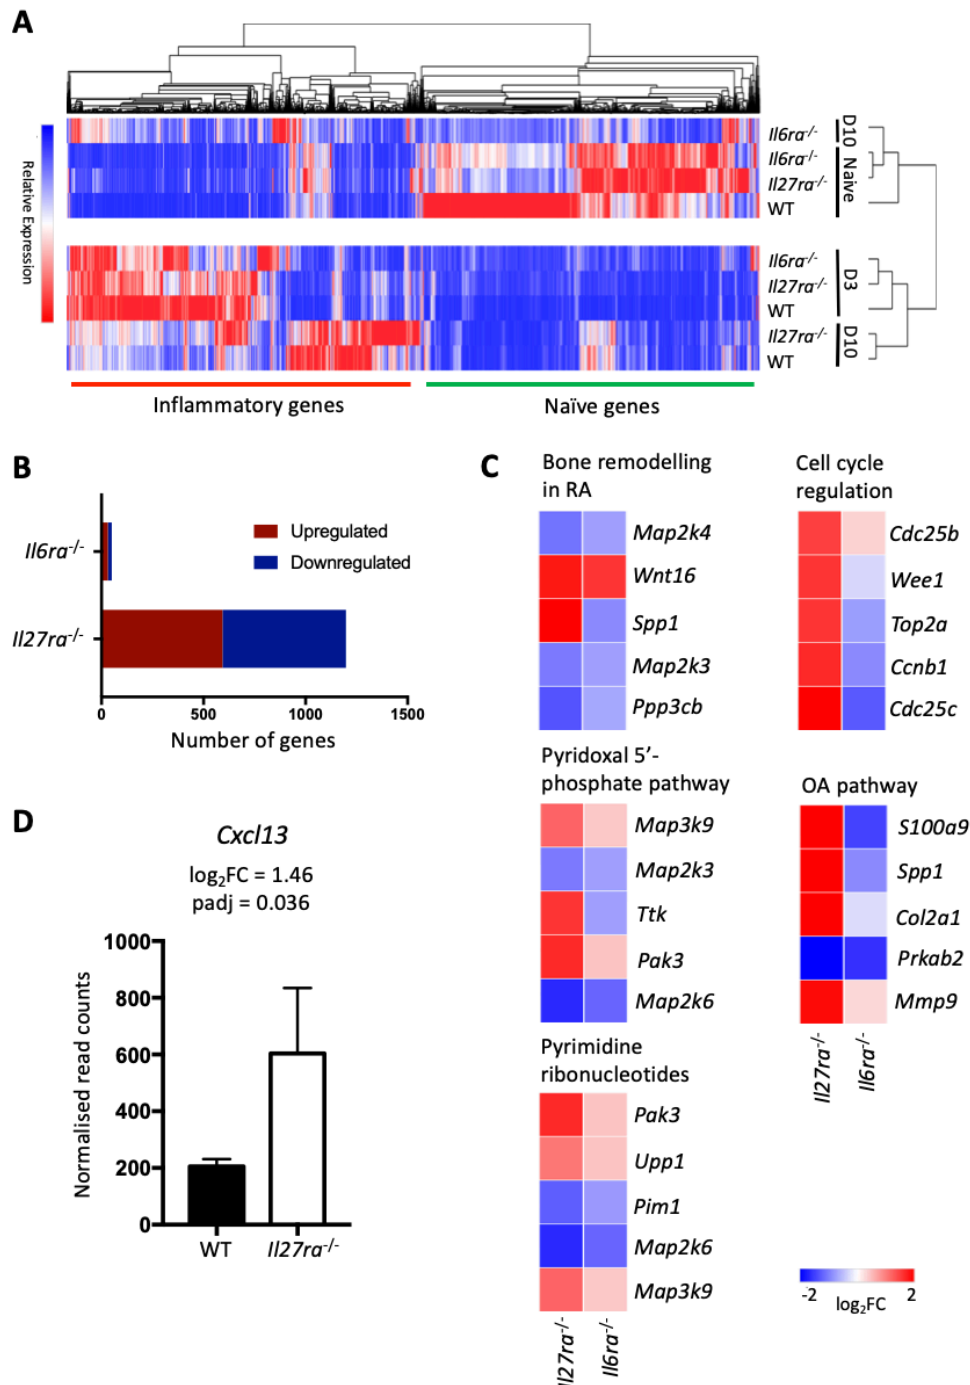 A
Relative Expression
Il6ra-/-
Il6ra-/-
Il27ra-/-
WT
D10
Naive
Il6ra-/-
Il27ra-/-
WT
Il27ra-/-
WT
D3
D10
Inflammatory genes
Naïve genes
B
Il6ra-/-
Il27ra-/-
Upregulated
Downregulated
0
500
1000
1500
Number of genes
C
Bone remodelling
in RA
Map2k4
Wnt16
Spp1
Map2k3
Ppp3cb
Cell cycle
regulation
Cdc25b
Wee1
Top2a
Ccnb1
Cdc25c
Pyridoxal 5’-
phosphate pathway
Map3k9
Map2k3
Ttk
Pak3
Map2k6
OA pathway
S100a9
Spp1
Col2a1
Prkab2
Mmp9
Il27ra-/-
Il6ra-/-
Pyrimidine
ribonucleotides
Pak3
Upp1
Pim1
Map2k6
Map3k9
Il27ra-/-
Il6ra-/-
-2
2
log2FC
D
Cxcl13
log2FC = 1.46
padj = 0.036
Normalised read counts
1000
800
600
400
200
0
WT
Il27ra-/-